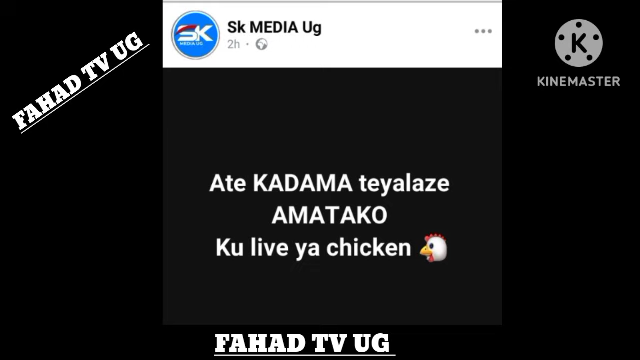 FAHAD TV UG
SK
MEDIA UG
Sk MEDIA Ug
2h
K
KINEMASTER
Ate KADAMA teyalaze
AMATAKO
Ku live ya chicken 🐔
FAHAD TV UG